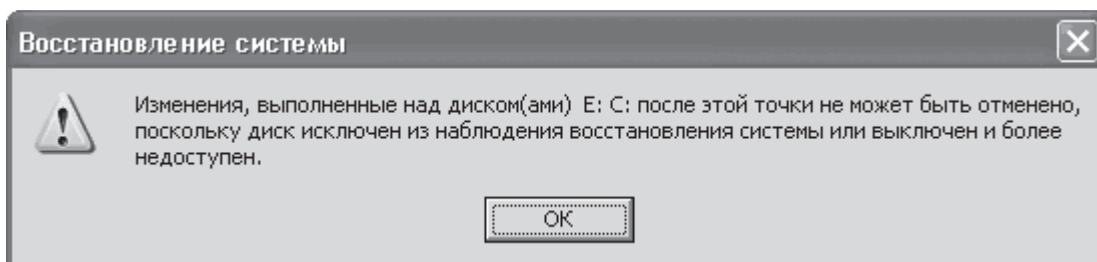 Восстановление системы
Изменения, выполненные над диском(ами) E: C: после этой точки не может быть отменено,
поскольку диск исключен из наблюдения восстановления системы или выключен и более
недоступен.
OK